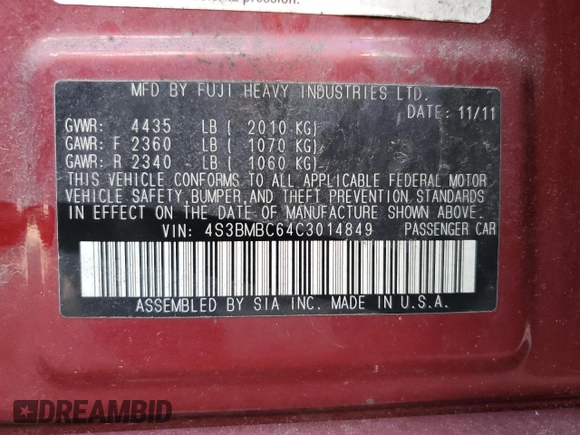 pression.
MFD BY FUJI HEAVY INDUSTRIES LTD.
DATE: 11/11
GVWR: 4435 LB ( 2010 KG)
GAWR: F 2360 LB ( 1070 KG)
GAWR: R 2340 LB ( 1060 KG)
THIS VEHICLE CONFORMS TO ALL APPLICABLE FEDERAL MOTOR
VEHICLE SAFETY,BUMPER,AND THEFT PREVENTION STANDARDS
IN EFFECT ON THE DATE OF MANUFACTURE SHOWN ABOVE.
VIN: 4S3BMBC64C3014849 PASSENGER CAR
ASSEMBLED BY SIA INC. MADE IN U.S.A.
DREAMBID